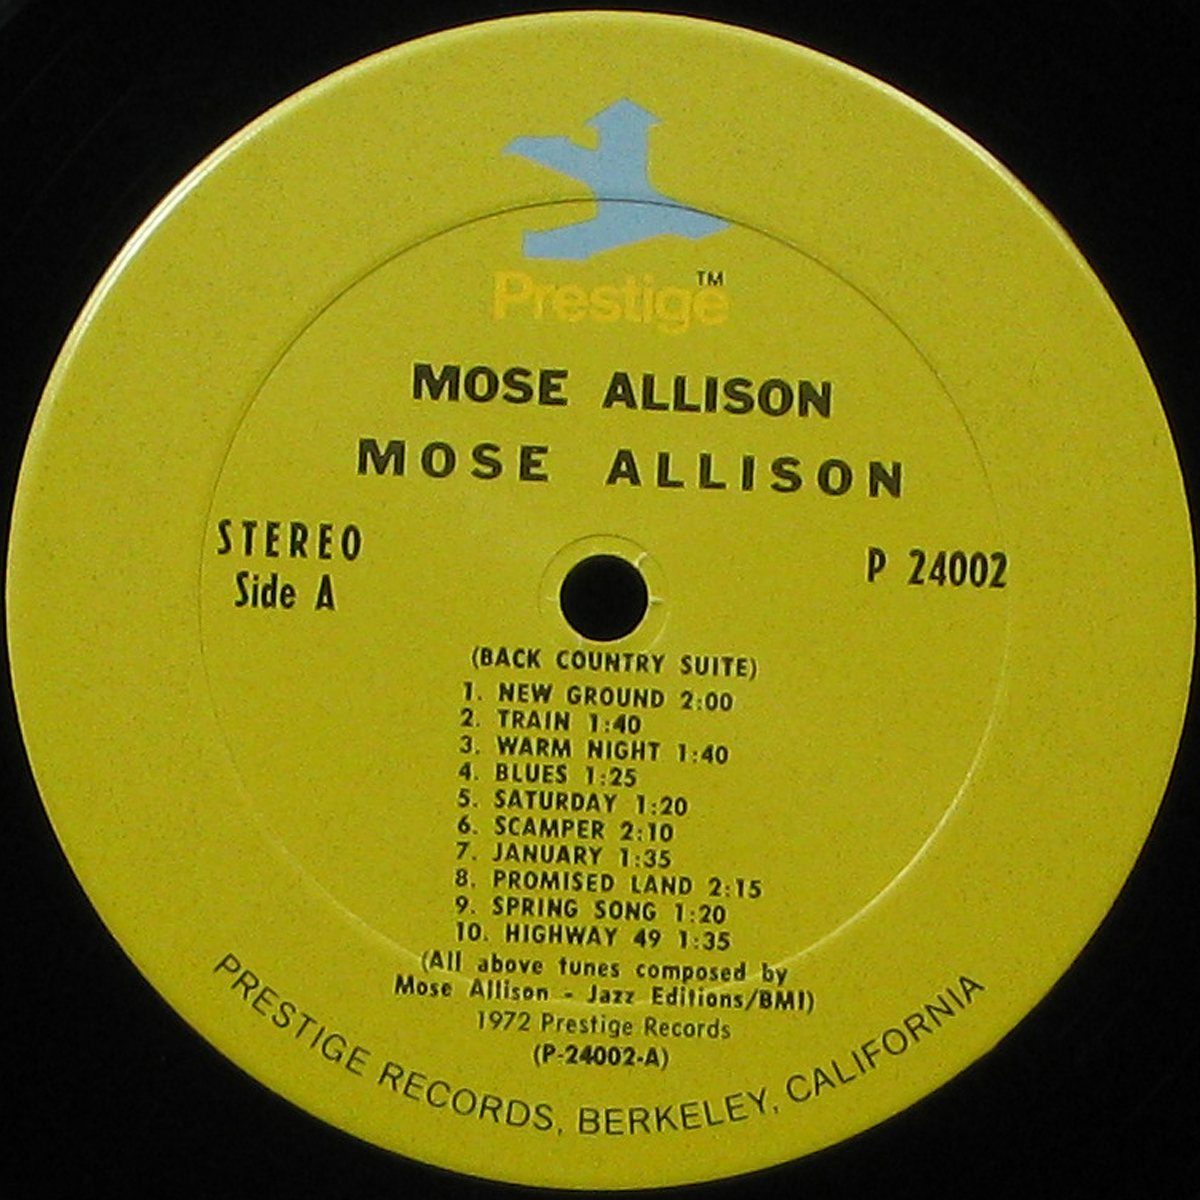 Prestige™
MOSE ALLISON
MOSE ALLISON
STEREO
Side A
P 24002
(BACK COUNTRY SUITE)
1. NEW GROUND 2:00
2. TRAIN 1:40
3. WARM NIGHT 1:40
4. BLUES 1:25
5. SATURDAY 1:20
6. SCAMPER 2:10
7. JANUARY 1:35
8. PROMISED LAND 2:15
9. SPRING SONG 1:20
10. HIGHWAY 49 1:35
(All above tunes composed by
Mose Allison - Jazz Editions/BMI)
1972 Prestige Records
(P-24002-A)
PRESTIGE RECORDS, BERKELEY, CALIFORNIA